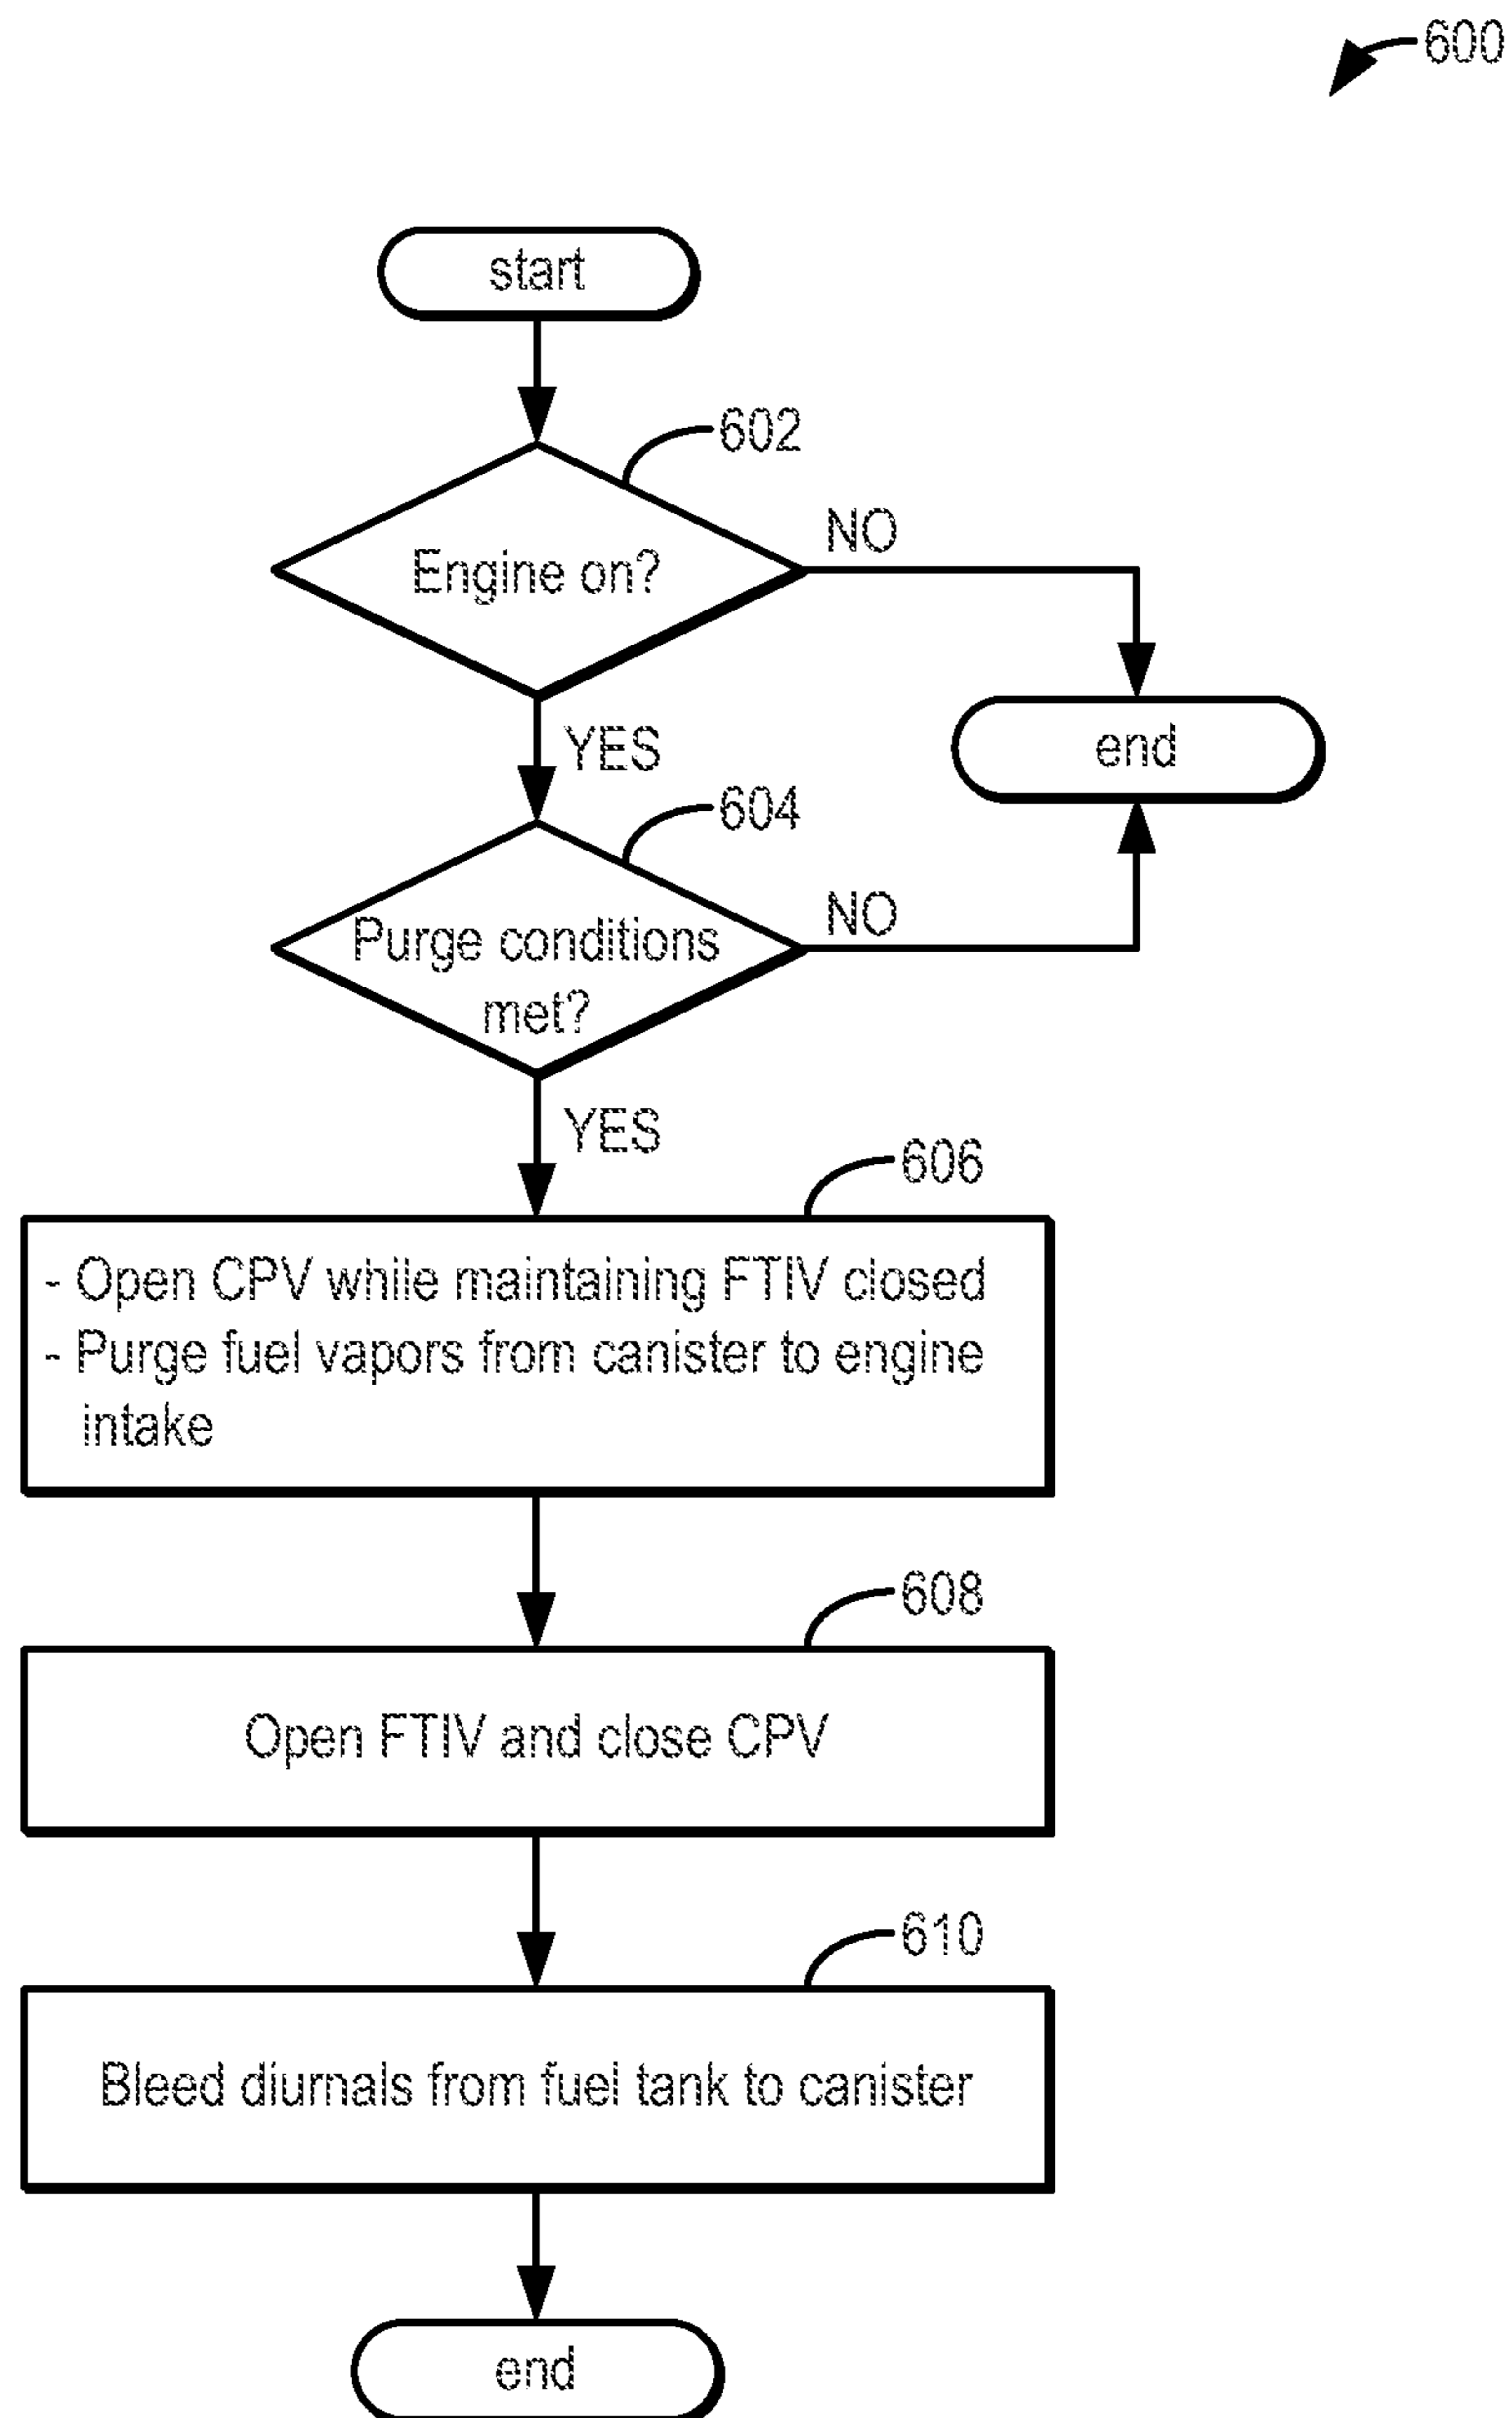 600
start
602
Engine on?
NO
YES
end
604
Purge conditions
met?
NO
YES
606
- Open CPV while maintaining FTIV closed
- Purge fuel vapors from canister to engine
intake
608
Open FTIV and close CPV
610
Bleed diurnals from fuel tank to canister
end